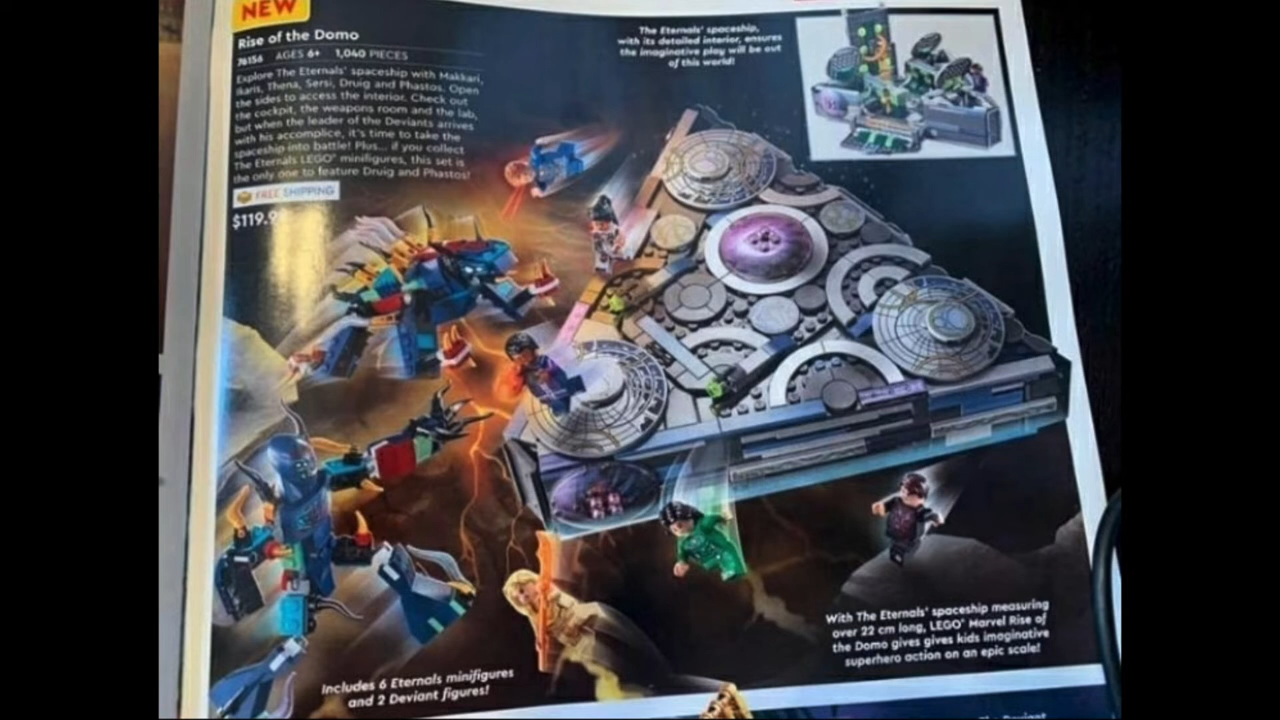 NEW
Rise of the Domo
76156 AGES 6+ 1,040 PIECES
Explore The Eternals' spaceship with Makkari,
Ikaris, Thena, Sersi, Druig and Phastos. Open
the sides to access the interior. Check out
the cockpit, the weapons room and the lab,
but when the leader of the Deviants arrives
with his accomplice, it's time to take the
spaceship into battle! Plus... if you collect
The Eternals LEGO® minifigures, this set is
the only one to feature Druig and Phastos!
FREE SHIPPING
$119.9
The Eternals' spaceship,
with its detailed interior, ensures
the imaginative play will be out
of this world!
With The Eternals' spaceship measuring
over 22 cm long, LEGO® Marvel Rise of
the Domo gives gives kids imaginative
superhero action on an epic scale!
Includes 6 Eternals minifigures
and 2 Deviant figures!